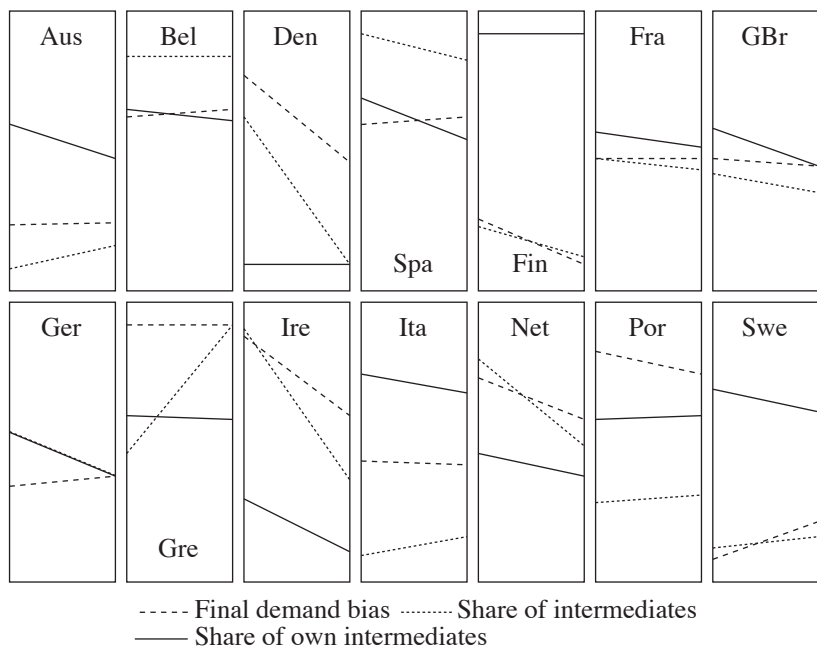 Aus Bel Den Fra GBr
Spa Fin
Ger Ire Ita Net Por Swe
Gre
Final demand bias Share of intermediates
Share of own intermediates